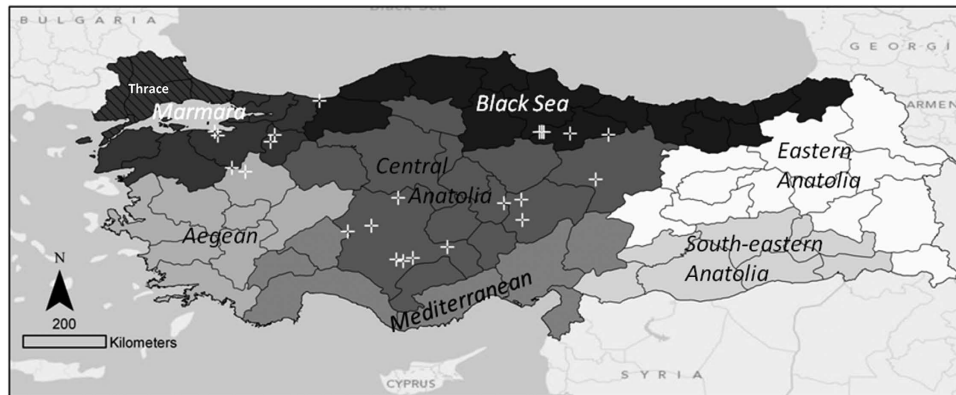 Black Sea
BULGARIA
GEORGI
Thrace
Marmara
Black Sea
ARMEN
Eastern
Anatolia
Central
Anatolia
Aegean
South-eastern
Anatolia
N
Mediterranean
200
Kilometers
CYPRUS
SYRIA